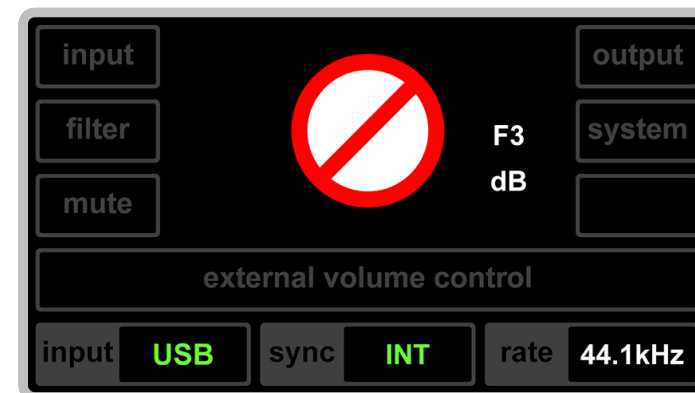 input
output
filter
F3
system
dB
mute
external volume control
input USB sync INT rate 44.1kHz